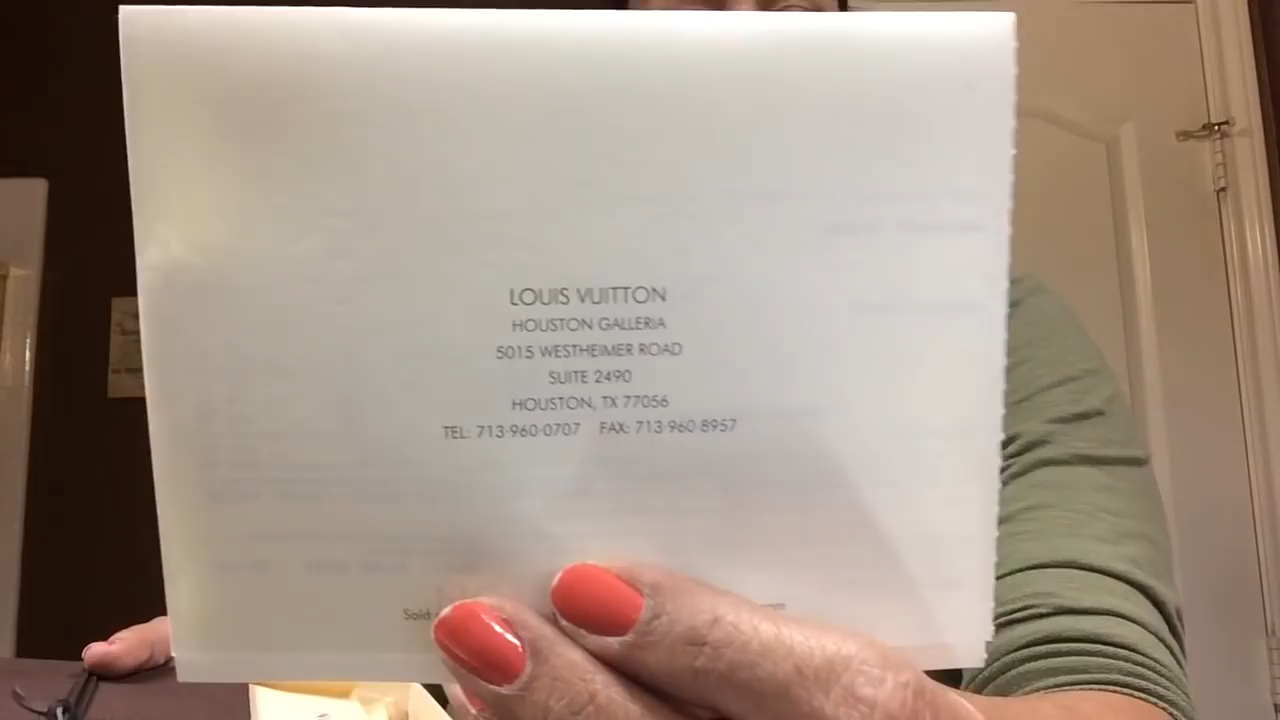 LOUIS VUITTON
HOUSTON GALLERIA
5015 WESTHEIMER ROAD
SUITE 2490
HOUSTON, TX 77056
TEL: 713-960-0707 FAX: 713-960-8957
Sold